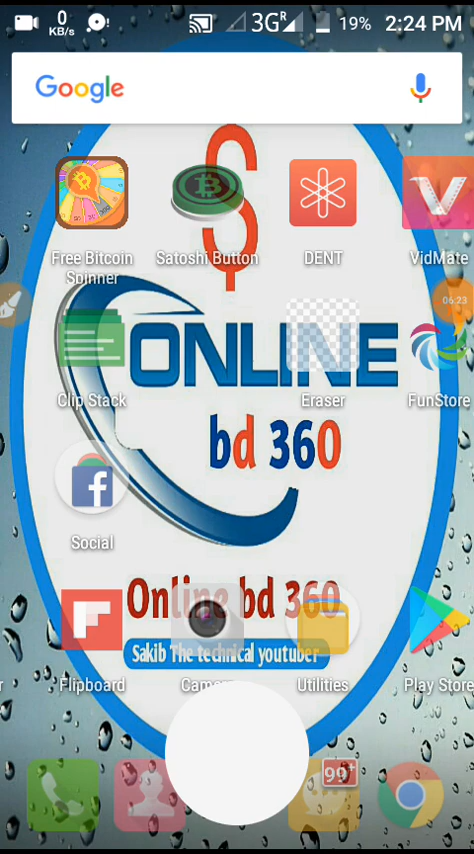 0
KB/s
3G R
19%
2:24 PM
Google
Free Bitcoin
Spinner
Satoshi Button
DENT
VidMate
06:23
$
ONLINE
bd 360
Clip Stack
Eraser
FunStore
Social
Online bd 360
Sakib The technical youtuber
Flipboard
Utilities
Play Store
99+